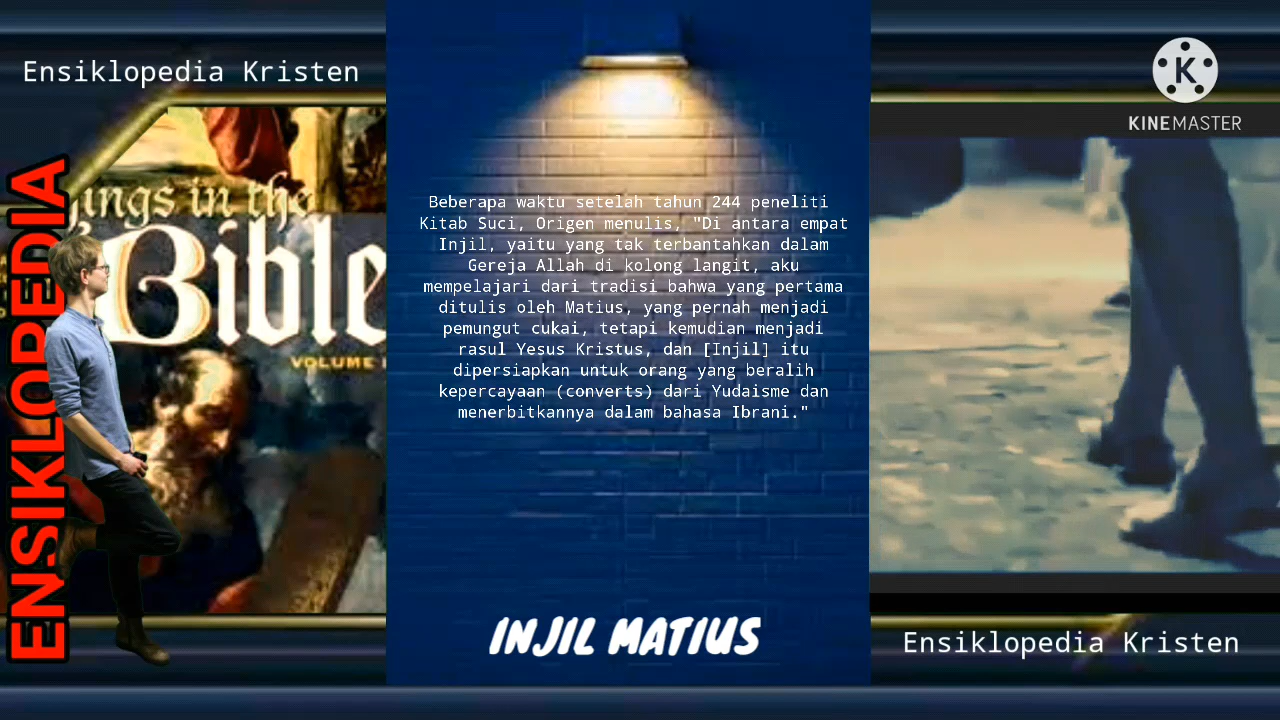 Ensiklopedia Kristen
KINEMASTER
ENSIKLOPEDIA
ings in the
Bible
VOLUME I
Beberapa waktu setelah tahun 244 peneliti
Kitab Suci, Origen menulis, "Di antara empat
Injil, yaitu yang tak terbantahkan dalam
Gereja Allah di kolong langit, aku
mempelajari dari tradisi bahwa yang pertama
ditulis oleh Matius, yang pernah menjadi
pemungut cukai, tetapi kemudian menjadi
rasul Yesus Kristus, dan [Injil] itu
dipersiapkan untuk orang yang beralih
kepercayaan (converts) dari Yudaisme dan
menerbitkannya dalam bahasa Ibrani."
INJIL MATIUS
Ensiklopedia Kristen